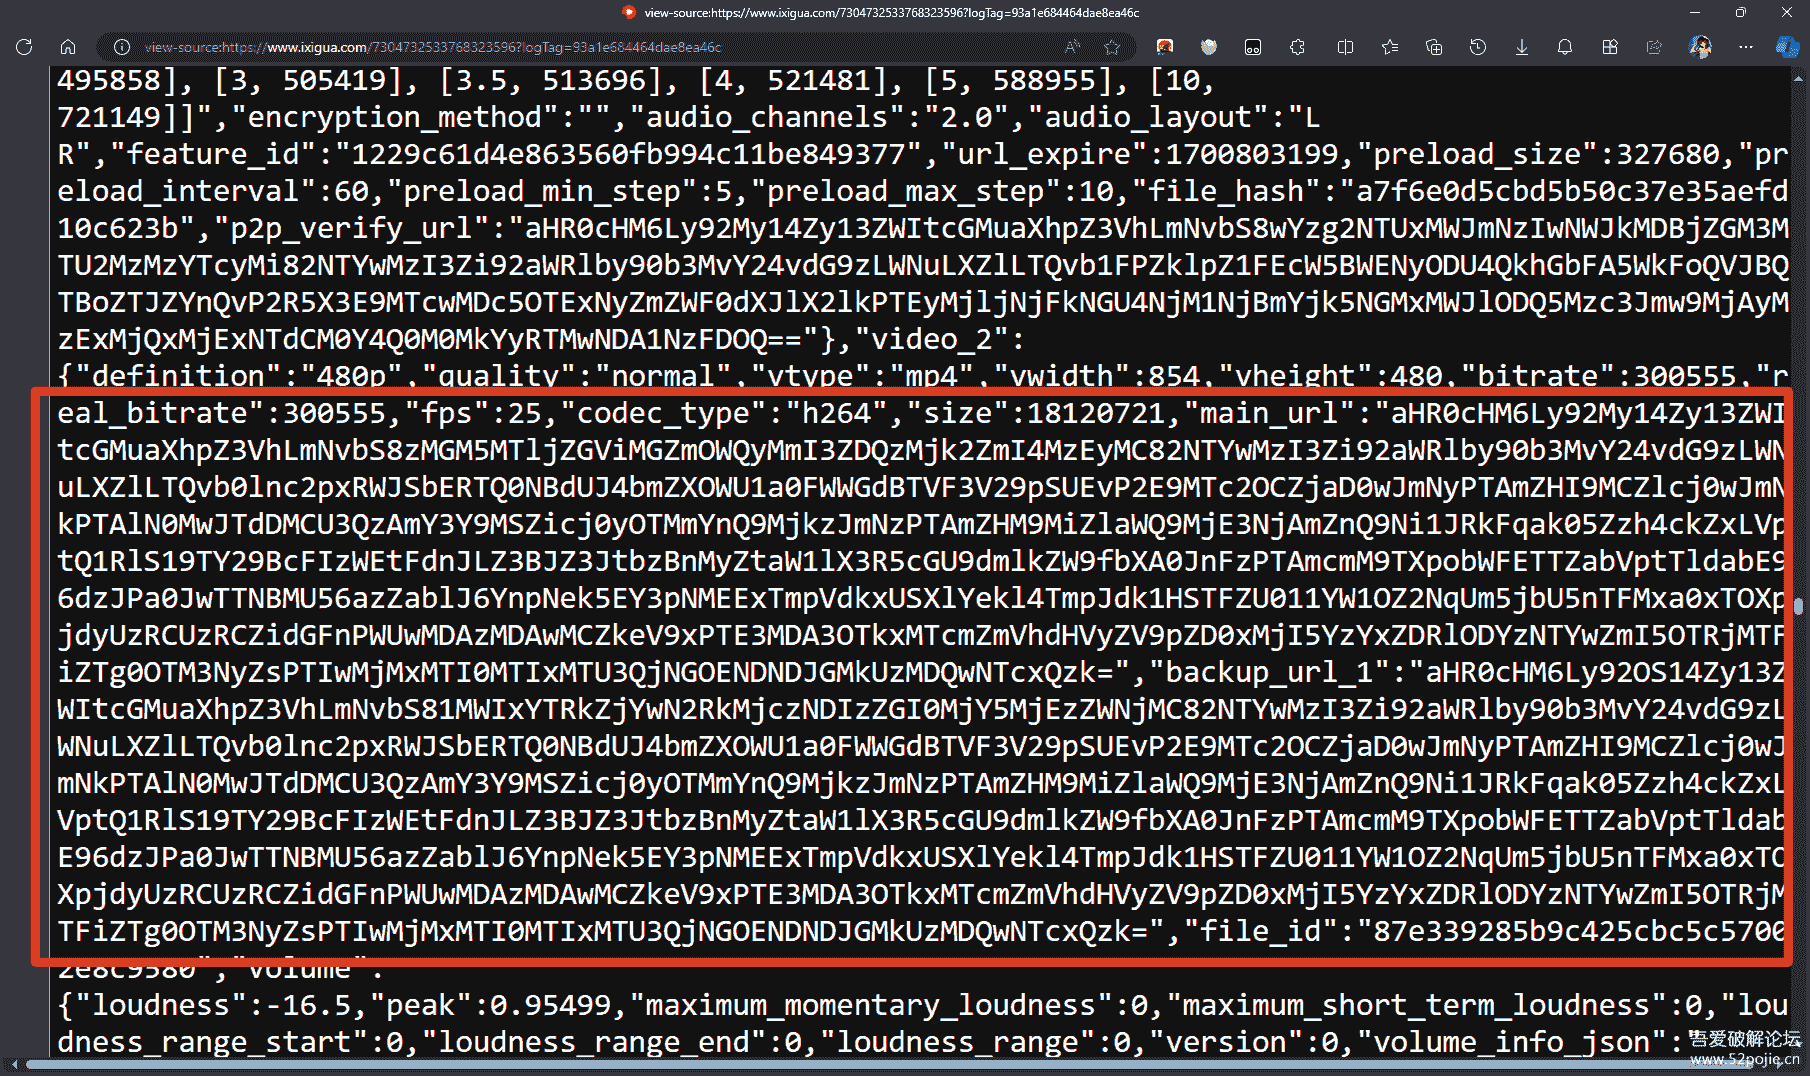 view-source:https://www.ixigua.com/7304732533768323596?logTag=93a1e684464dae8ea46c
view-source:https://www.ixigua.com/7304732533768323596?logTag=93a1e684464dae8ea46c
495858], [3, 505419], [3.5, 513696], [4, 521481], [5, 588955], [10,
721149]]","encryption_method":"","audio_channels":"2.0","audio_layout":"L
R","feature_id":"1229c61d4e863560fb994c11be849377","url_expire":1700803199,"preload_size":327680,"pr
eload_interval":60,"preload_min_step":5,"preload_max_step":10,"file_hash":"a7f6e0d5cbd5b50c37e35aefd
10c623b","p2p_verify_url":"aHR0cHM6Ly92My14Zy13ZWItcGMuaXhpZ3VhLmNvbS8wYzg2NTUxMWJmNzIwNWJkMDBjZGM3M
TU2MzMzYTcyMi82NTYwMzI3Zi92aWRlby90b3MvY24vdG9zLWNuLXZlLTQvb1FPZklpZ1FEcW5BWENyODU4QkhGbFA5WkFoQVJBQ
TBoZTJZYnQvP2R5X3E9MTcwMDc5OTExNyZmZWF0dXJlX2lkPTEyMjljNjFkNGU4NjM1NjBmYjk5NGMxMWJlODQ5Mzc3Jmw9MjAyM
zExMjQxMjExNTdCM0Y4Q0M0MkYyRTMwNDA1NzFDOQ=="},"video_2":
{"definition":"480p","quality":"normal","vtype":"mp4","vwidth":854,"vheight":480,"bitrate":300555,"r
eal_bitrate":300555,"fps":25,"codec_type":"h264","size":18120721,"main_url":"aHR0cHM6Ly92My14Zy13ZWI
tcGMuaXhpZ3VhLmNvbS8zMGM5MTljZGViMGZmOWQyMmI3ZDQzMjk2ZmI4MzEyMC82NTYwMzI3Zi92aWRlby90b3MvY24vdG9zLWN
uLXZlLTQvb0lnc2pxRWJSbERTQ0NBdUJ4bmZXOWU1a0FWWGdBTVF3V29pSUEvP2E9MTc2OCZjaD0wJmNyPTAmZHI9MCZlcj0wJmN
kPTAlN0MwJTdDMCU3QzAmY3Y9MSZicj0yOTMmYnQ9MjkzJmNzPTAmZHM9MiZlaWQ9MjE3NjAmZnQ9Ni1JRkFqak05Zzh4ckZxLVp
tQ1RlS19TY29BcFIzWEtFdnJLZ3BJZ3JtbzBnMyZtaW1lX3R5cGU9dmlkZW9fbXA0JnFzPTAmcmM9TXpobWFETTZabVptTldabE9
6dzJPa0JwTTNBMU56azZablJ6YnpNek5EY3pNMEExTmpVdkxUSXlYekl4TmpJdk1HSTFZU011YW1OZ2NqUm5jbU5nTFMxa0xTOXp
jdyUzRCUzRCZidGFnPWUwMDAzMDAwMCZkeV9xPTE3MDA3OTkxMTcmZmVhdHVyZV9pZD0xMjI5YzYxZDRlODYzNTYwZmI5OTRjMTF
iZTg0OTM3NyZsPTIwMjMxMTI0MTIxMTU3QjNGOENDNDJGMkUzMDQwNTcxQzk=","backup_url_1":"aHR0cHM6Ly92OS14Zy13Z
WItcGMuaXhpZ3VhLmNvbS81MWIxYTRkZjYwN2RkMjczNDIzZGI0MjY5MjEzZWNjMC82NTYwMzI3Zi92aWRlby90b3MvY24vdG9zL
WNuLXZlLTQvb0lnc2pxRWJSbERTQ0NBdUJ4bmZXOWU1a0FWWGdBTVF3V29pSUEvP2E9MTc2OCZjaD0wJmNyPTAmZHI9MCZlcj0wJ
mNkPTAlN0MwJTdDMCU3QzAmY3Y9MSZicj0yOTMmYnQ9MjkzJmNzPTAmZHM9MiZlaWQ9MjE3NjAmZnQ9Ni1JRkFqak05Zzh4ckZxL
VptQ1RlS19TY29BcFIzWEtFdnJLZ3BJZ3JtbzBnMyZtaW1lX3R5cGU9dmlkZW9fbXA0JnFzPTAmcmM9TXpobWFETTZabVptTldab
E96dzJPa0JwTTNBMU56azZablJ6YnpNek5EY3pNMEExTmpVdkxUSXlYekl4TmpJdk1HSTFZU011YW1OZ2NqUm5jbU5nTFMxa0xTO
XpjdyUzRCUzRCZidGFnPWUwMDAzMDAwMCZkeV9xPTE3MDA3OTkxMTcmZmVhdHVyZV9pZD0xMjI5YzYxZDRlODYzNTYwZmI5OTRjM
TFiZTg0OTM3NyZsPTIwMjMxMTI0MTIxMTU3QjNGOENDNDJGMkUzMDQwNTcxQzk=","file_id":"87e339285b9c425cbc5c5700
2e8c9580","volume":
{"loudness":-16.5,"peak":0.95499,"maximum_momentary_loudness":0,"maximum_short_term_loudness":0,"lou
dness_range_start":0,"loudness_range_end":0,"loudness_range":0,"version":0,"volume_info_json":"
吾爱破解论坛
www.52pojie.cn